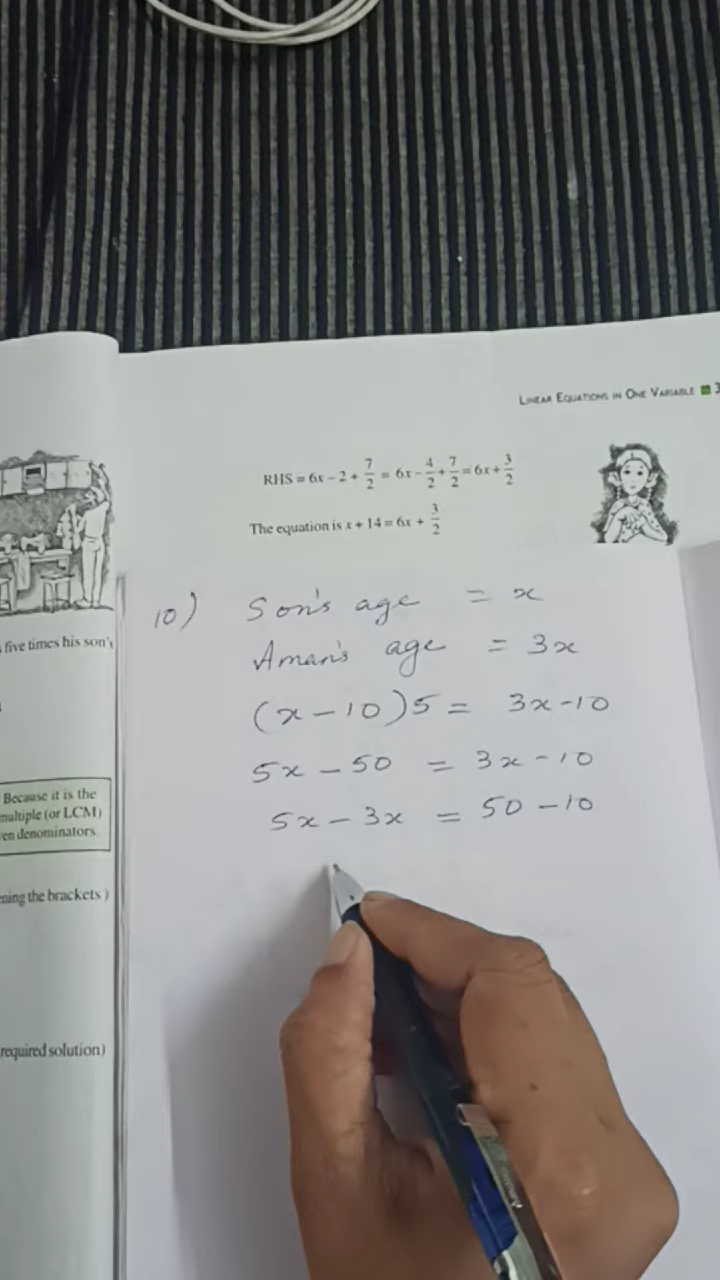 LINEAR EQUATIONS IN ONE VARIABLE 3
RHS = 6x – 2 + 7/2 = 6x – 4/2 + 7/2 = 6x + 3/2
The equation is x + 14 = 6x + 3/2
five times his son's
Because it is the
multiple (or LCM)
denominators.
the brackets )
required solution)
10) Son's age = x
Aman's age = 3x
(x – 10)5 = 3x-10
5x – 50 = 3x – 10
5x – 3x = 50 – 10